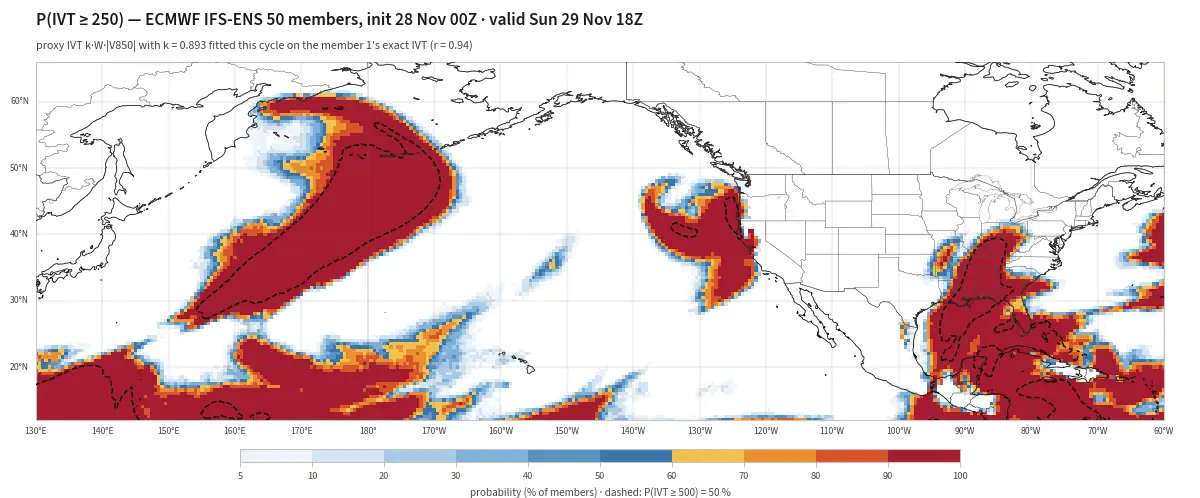 P(IVT ≥ 250) — ECMWF IFS-ENS 50 members, init 28 Nov 00Z · valid Sun 29 Nov 18Z
proxy IVT k·W·|V850| with k = 0.893 fitted this cycle on the member 1's exact IVT (r = 0.94)
60°N
50°N
40°N
30°N
20°N
130°E 140°E 150°E 160°E 170°E 180° 170°W 160°W 150°W 140°W 130°W 120°W 110°W 100°W 90°W 80°W 70°W 60°W
5 10 20 30 40 50 60 70 80 90 100
probability (% of members) · dashed: P(IVT ≥ 500) = 50 %